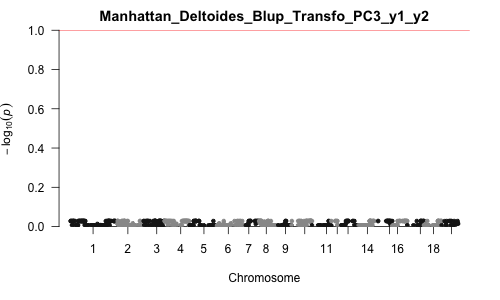 Manhattan_Deltoides_Blup_Transfo_PC3_y1_y2
1.0
0.8
0.6
0.4
0.2
0.0
− log10(p)
1 2 3 4 5 6 7 8 9 11 14 16 18
Chromosome